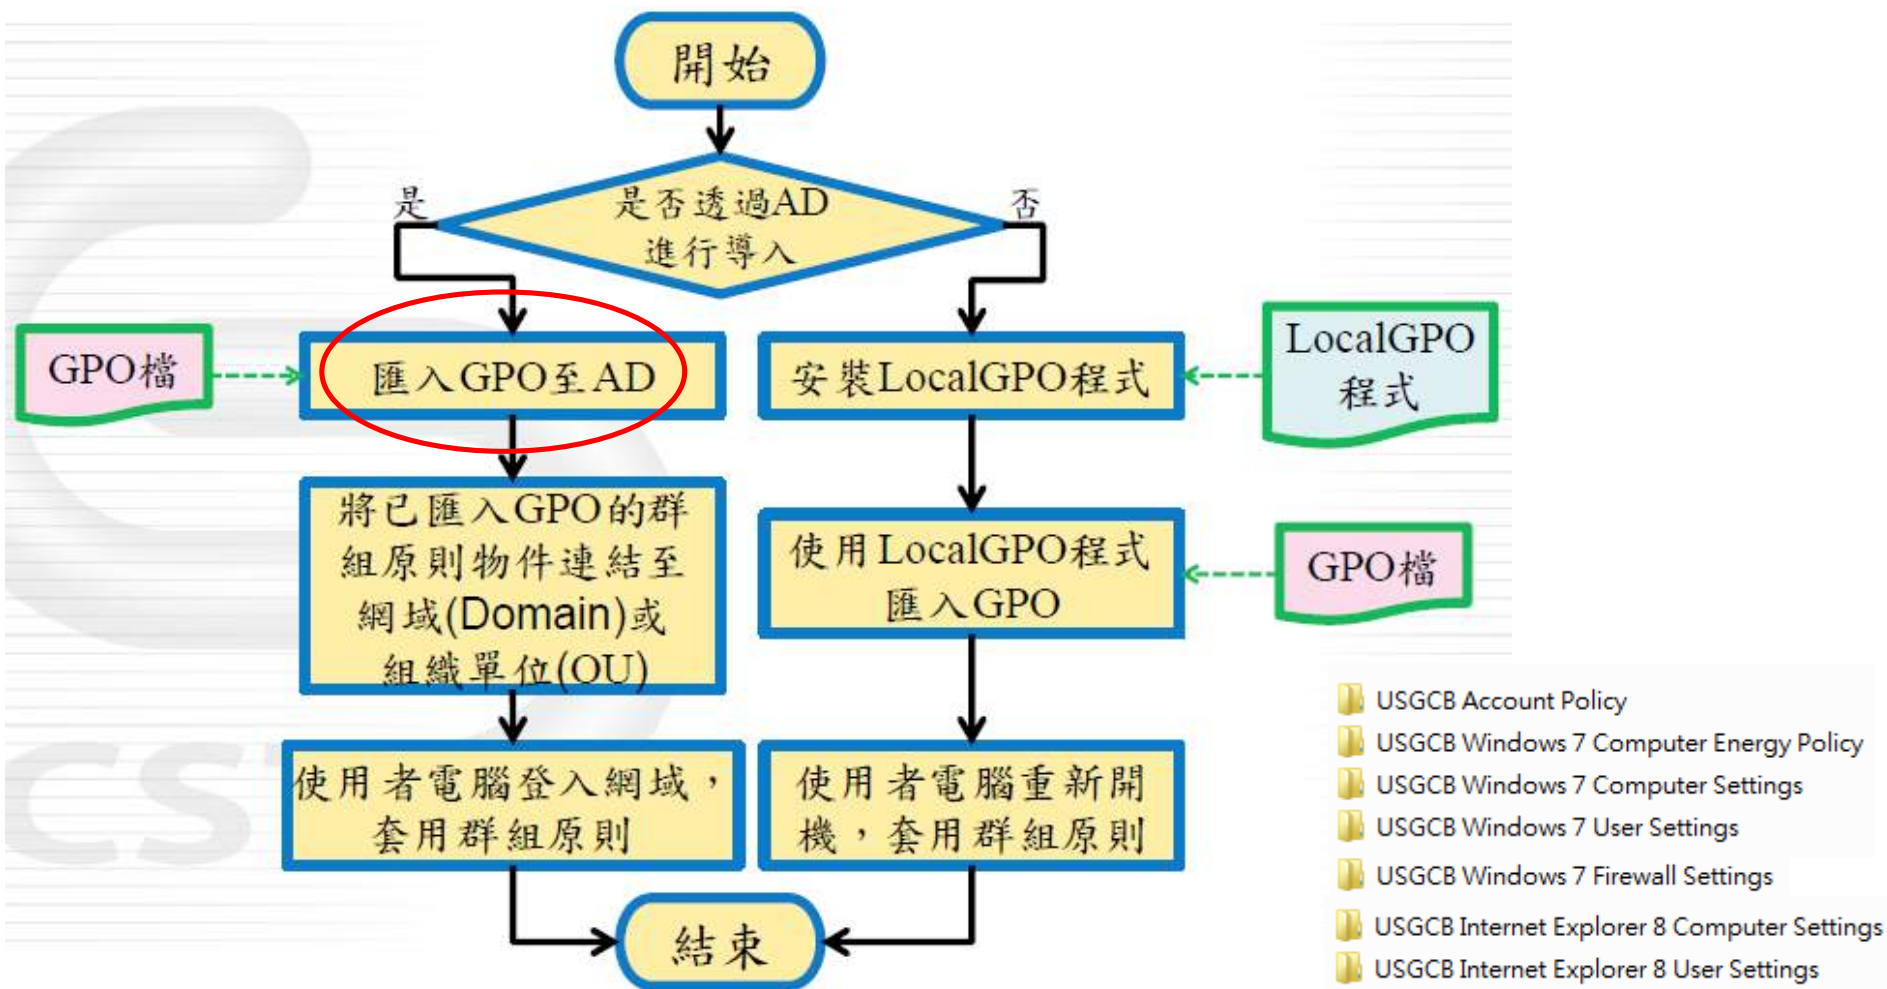 開始
是否透過AD
進行導入
是
否
GPO檔
匯入GPO至AD
安裝LocalGPO程式
LocalGPO
程式
將已匯入GPO的群
組原則物件連結至
網域(Domain)或
組織單位(OU)
使用LocalGPO程式
匯入GPO
GPO檔
使用者電腦登入網域，
套用群組原則
使用者電腦重新開
機，套用群組原則
結束
USGCB Account Policy
USGCB Windows 7 Computer Energy Policy
USGCB Windows 7 Computer Settings
USGCB Windows 7 User Settings
USGCB Windows 7 Firewall Settings
USGCB Internet Explorer 8 Computer Settings
USGCB Internet Explorer 8 User Settings